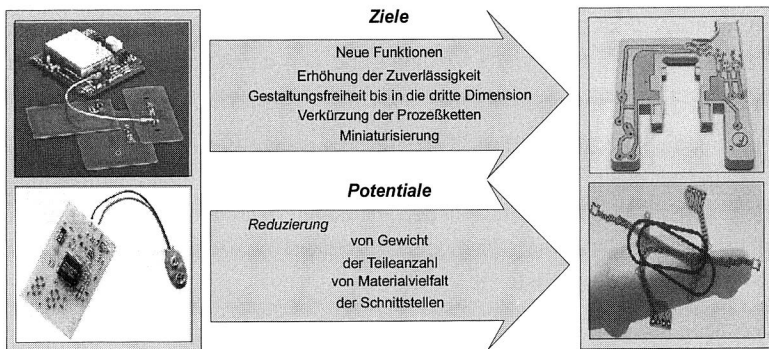 Ziele
Neue Funktionen
Erhöhung der Zuverlässigkeit
Gestaltungsfreiheit bis in die dritte Dimension
Verkürzung der Prozeßketten
Miniaturisierung
Potentiale
Reduzierung
von Gewicht
der Teileanzahl
von Materialvielfalt
der Schnittstellen